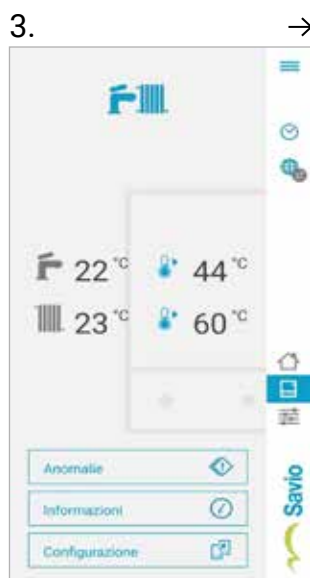 3. →
22 °C 44 °C
23 °C 60 °C
Anomalie
Informazioni
Configurazione
Savio